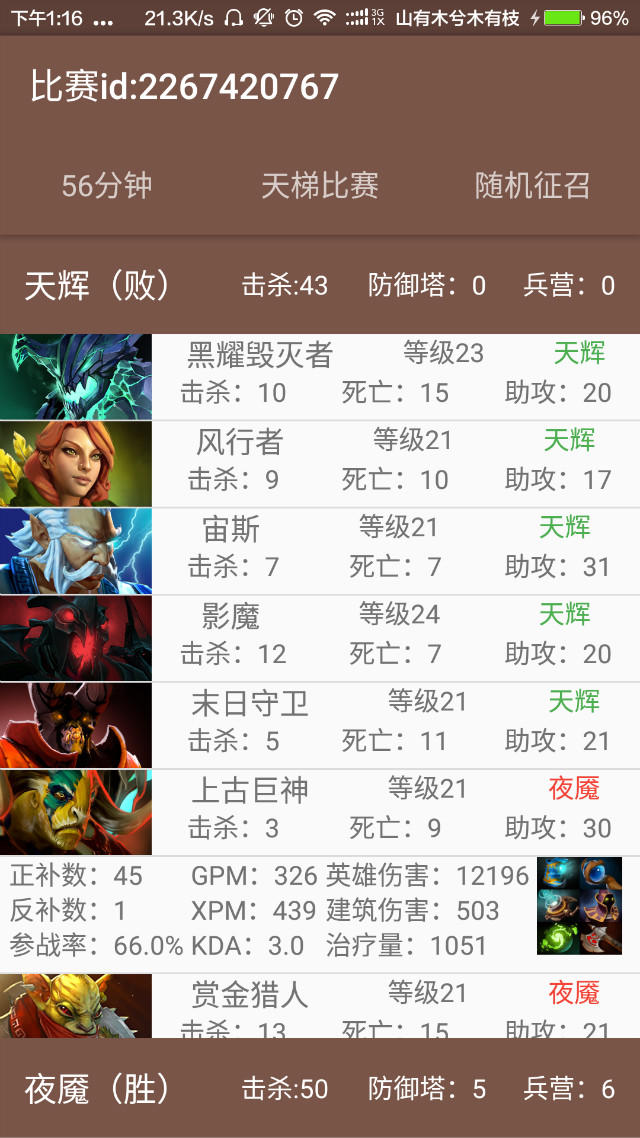 下午1:16 ... 21.3K/s 3G 1X 山有木兮木有枝 96%
比赛id:2267420767
56分钟 天梯比赛 随机征召
天辉（败） 击杀:43 防御塔：0 兵营：0
黑耀毁灭者 等级23 天辉
击杀：10 死亡：15 助攻：20
风行者 等级21 天辉
击杀：9 死亡：10 助攻：17
宙斯 等级21 天辉
击杀：7 死亡：7 助攻：31
影魔 等级24 天辉
击杀：12 死亡：7 助攻：20
末日守卫 等级21 天辉
击杀：5 死亡：11 助攻：21
上古巨神 等级21 夜魇
击杀：3 死亡：9 助攻：30
正补数：45 GPM：326 英雄伤害：12196
反补数：1 XPM：439 建筑伤害：503
参战率：66.0% KDA：3.0 治疗量：1051
赏金猎人 等级21 夜魇
击杀：13 死亡：15 助攻：21
夜魇（胜） 击杀:50 防御塔：5 兵营：6